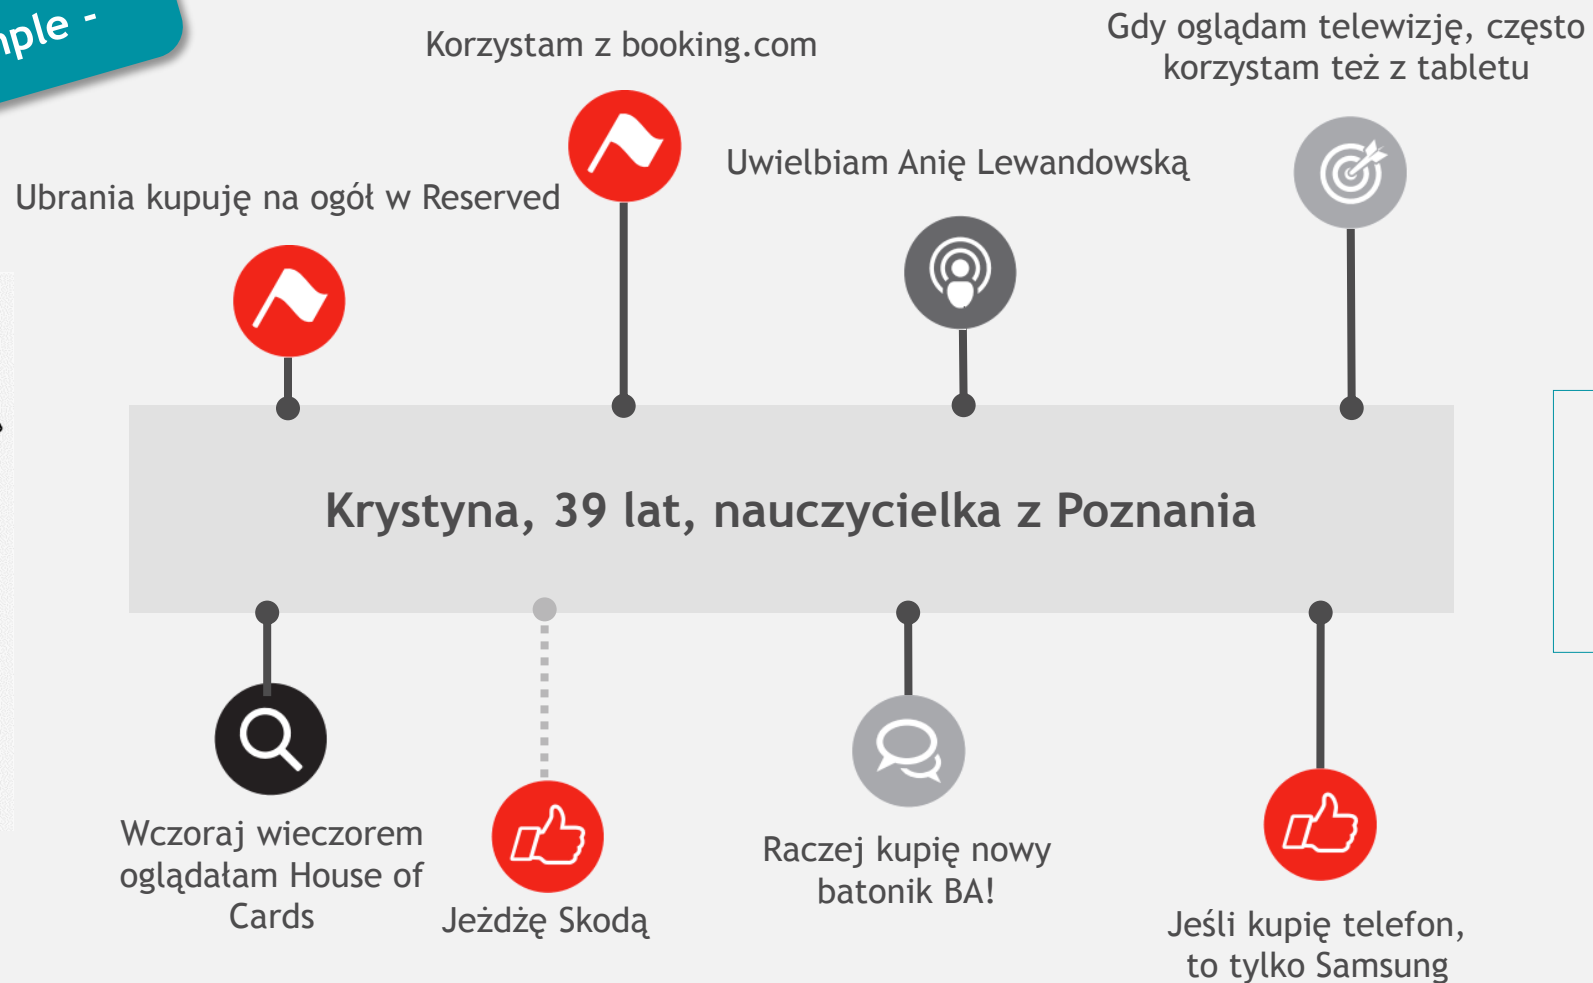 Korzystam z booking.com
Gdy oglądam telewizję, często
korzystam też z tabletu
Uwielbiam Anię Lewandowską
Ubrania kupuję na ogół w Reserved
Krystyna, 39 lat, nauczycielka z Poznania
Wczoraj wieczorem
oglądałam House of
Cards
Jeżdżę Skodą
Raczej kupię nowy
batonik BA!
Jeśli kupię telefon,
to tylko Samsung